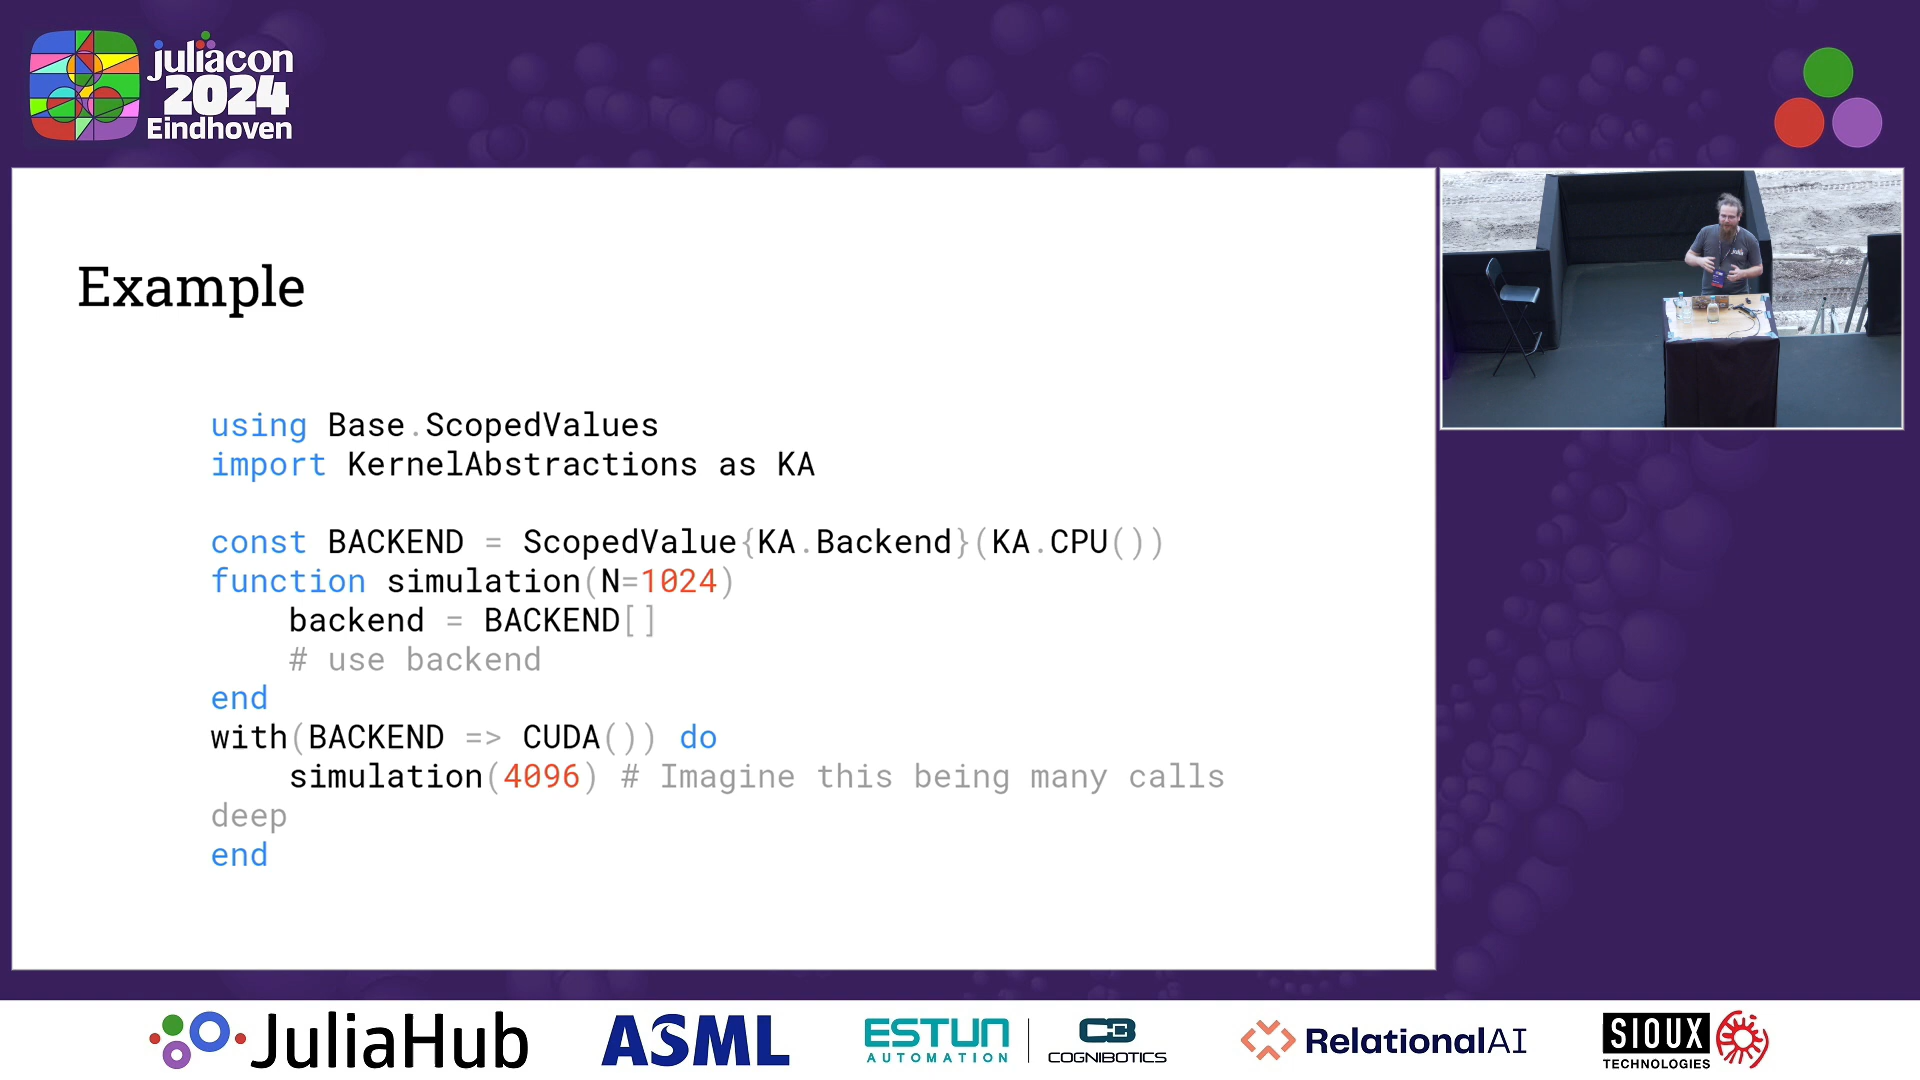 juliacon
2024
Eindhoven
Example
using Base.ScopedValues
import KernelAbstractions as KA
const BACKEND = ScopedValue{KA.Backend}(KA.CPU())
function simulation(N=1024)
    backend = BACKEND[]
    # use backend
end
with(BACKEND => CUDA()) do
    simulation(4096) # Imagine this being many calls
deep
end
JuliaHub
ASML
ESTUN
AUTOMATION
COGNIBOTICS
RelationalAI
SIOUX
TECHNOLOGIES